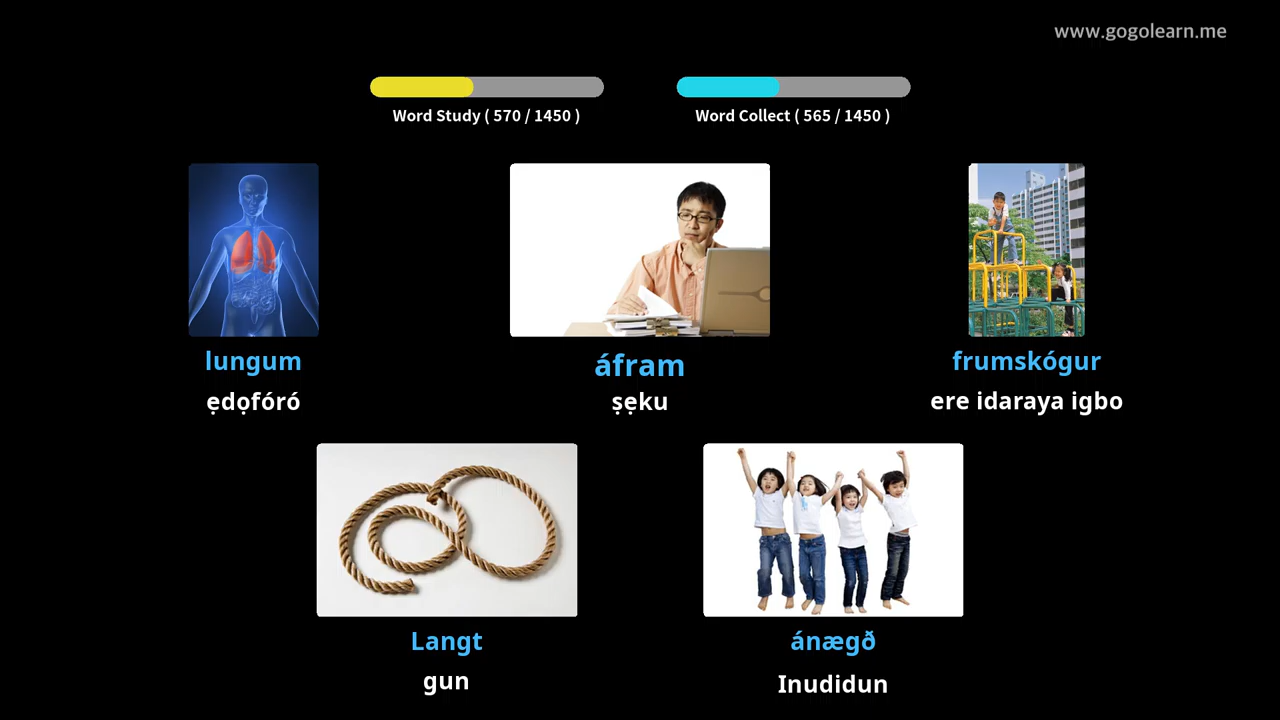 www.gogolearn.me
Word Study ( 570 / 1450 )
Word Collect ( 565 / 1450 )
lungum
áfram
frumskógur
ẹdọfóró
ṣẹku
ere idaraya igbo
Langt
ánægð
gun
Inudidun